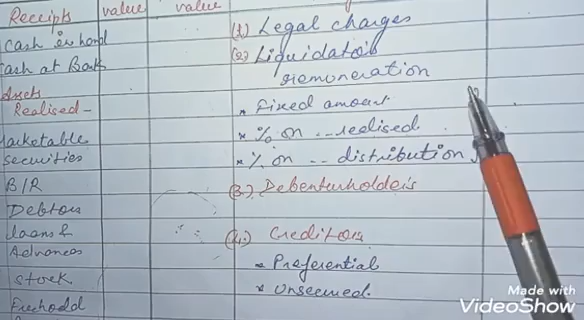 Receipts value value
Cash in hand
Cash at Bank
Assets
Realised -
Marketable
Securities
B/R
Debtors
Loans &
Advances
Stock
Freehold
(1) Legal charges
(2) Liquidator's
remuneration
* Fixed amount
* % on .. realised
* % on .. distribution
(3.) Debentureholders
(4.) Creditors
* Preferential
* Unsecured.
Made with
VideoShow